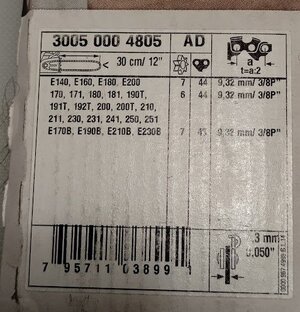 3005 000 4805 AD
< 30 cm/ 12" a t=a:2
E140, E160, E180, E200 7 44 9,32 mm/ 3/8P"
170, 171, 180, 181, 190T, 6 44 9,32 mm/ 3/8P"
191T, 192T, 200, 200T, 210,
211, 230, 231, 241, 250, 251
E170B, E190B, E210B, E230B 7 45 9,32 mm/ 3/8P"
,3 mm
0,050"
7 95711 03899 1